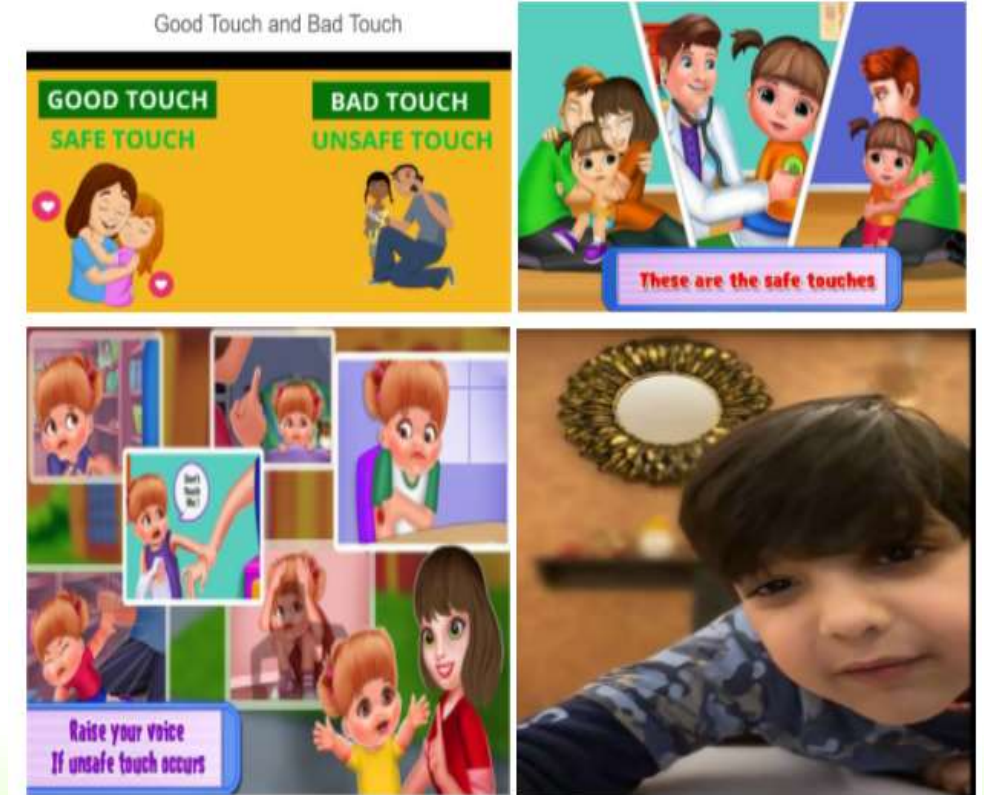 Good Touch and Bad Touch
GOOD TOUCH
BAD TOUCH
SAFE TOUCH
UNSAFE TOUCH
These are the safe touches
Don't
Touch
Me!
Raise your voice
If unsafe touch occurs